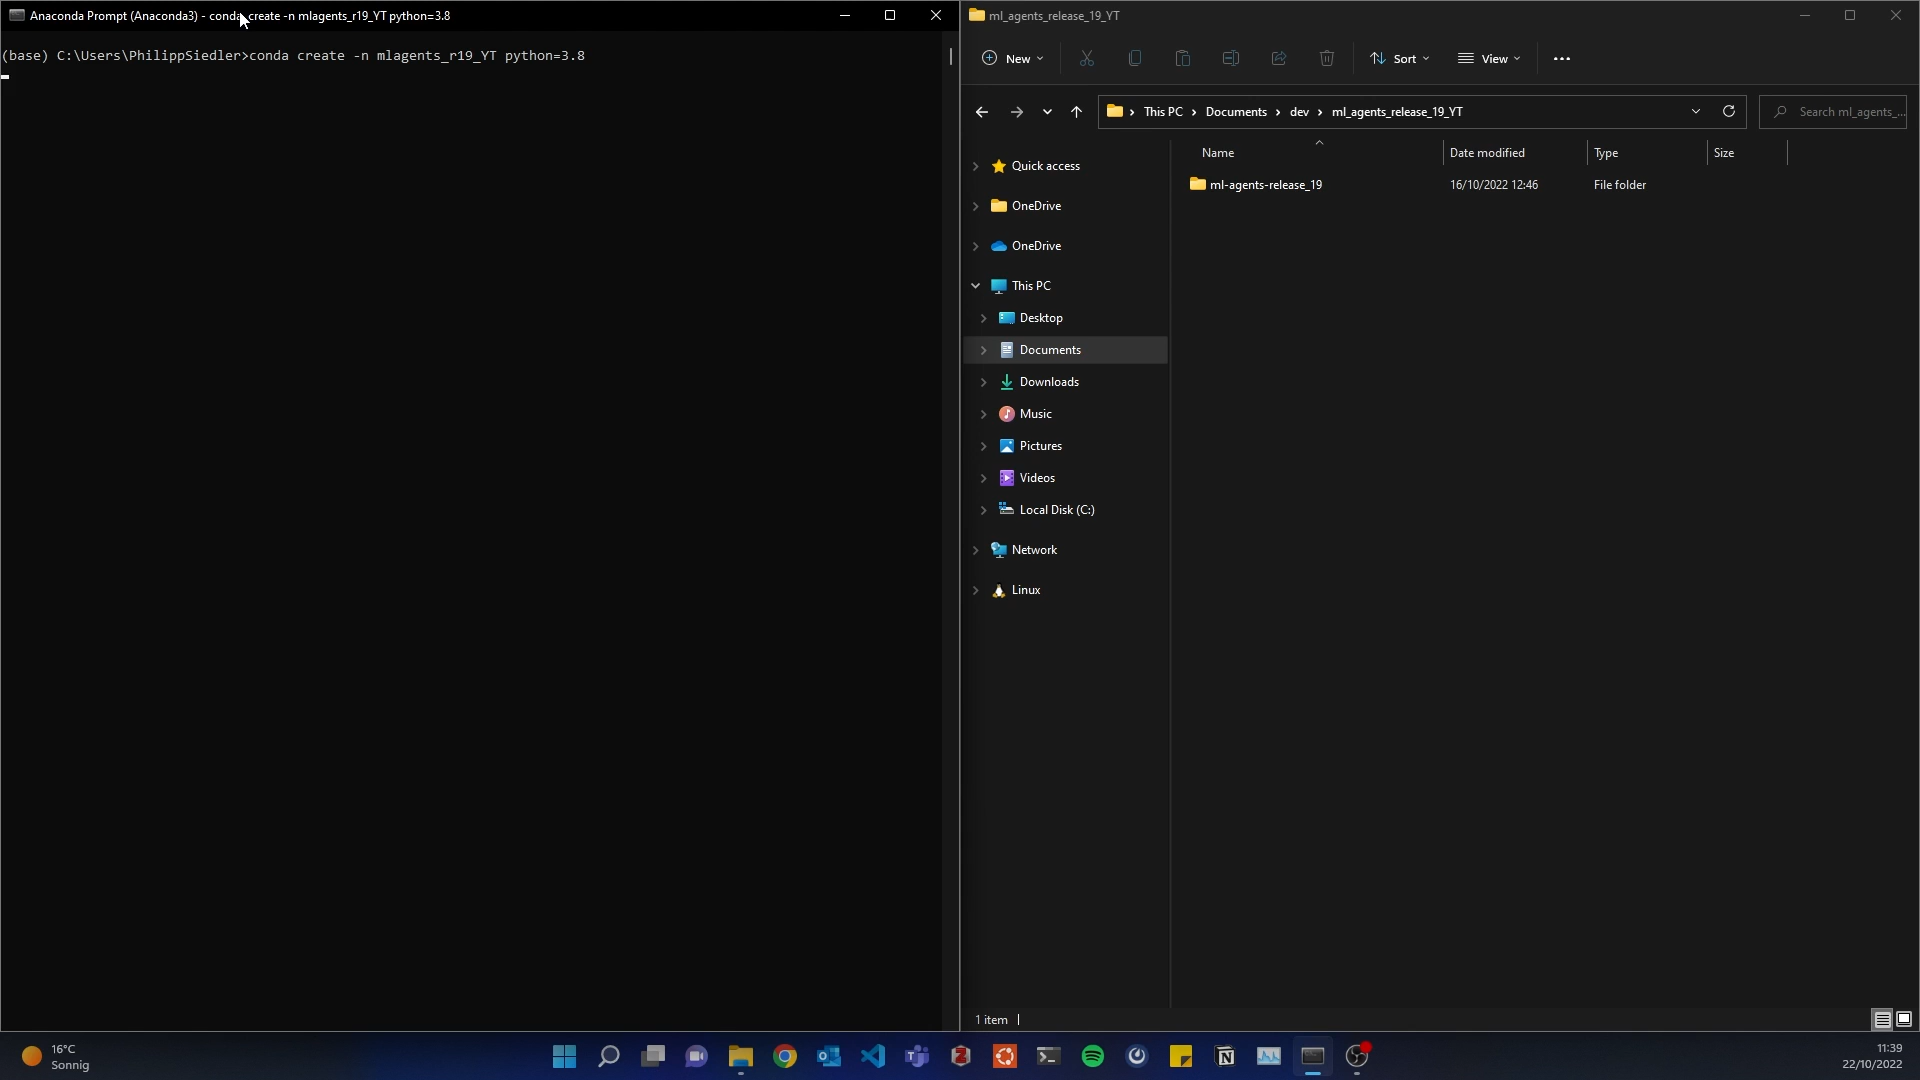 Anaconda Prompt (Anaconda3) - conda create -n mlagents_r19_YT python=3.8
(base) C:\Users\PhilippSiedler>conda create -n mlagents_r19_YT python=3.8
ml_agents_release_19_YT
New
Sort
View
This PC
Documents
dev
ml_agents_release_19_YT
Search ml_agents_...
Name
Date modified
Type
Size
ml-agents-release_19
16/10/2022 12:46
File folder
Quick access
OneDrive
OneDrive
This PC
Desktop
Documents
Downloads
Music
Pictures
Videos
Local Disk (C:)
Network
Linux
1 item
16°C
Sonnig
11:39
22/10/2022